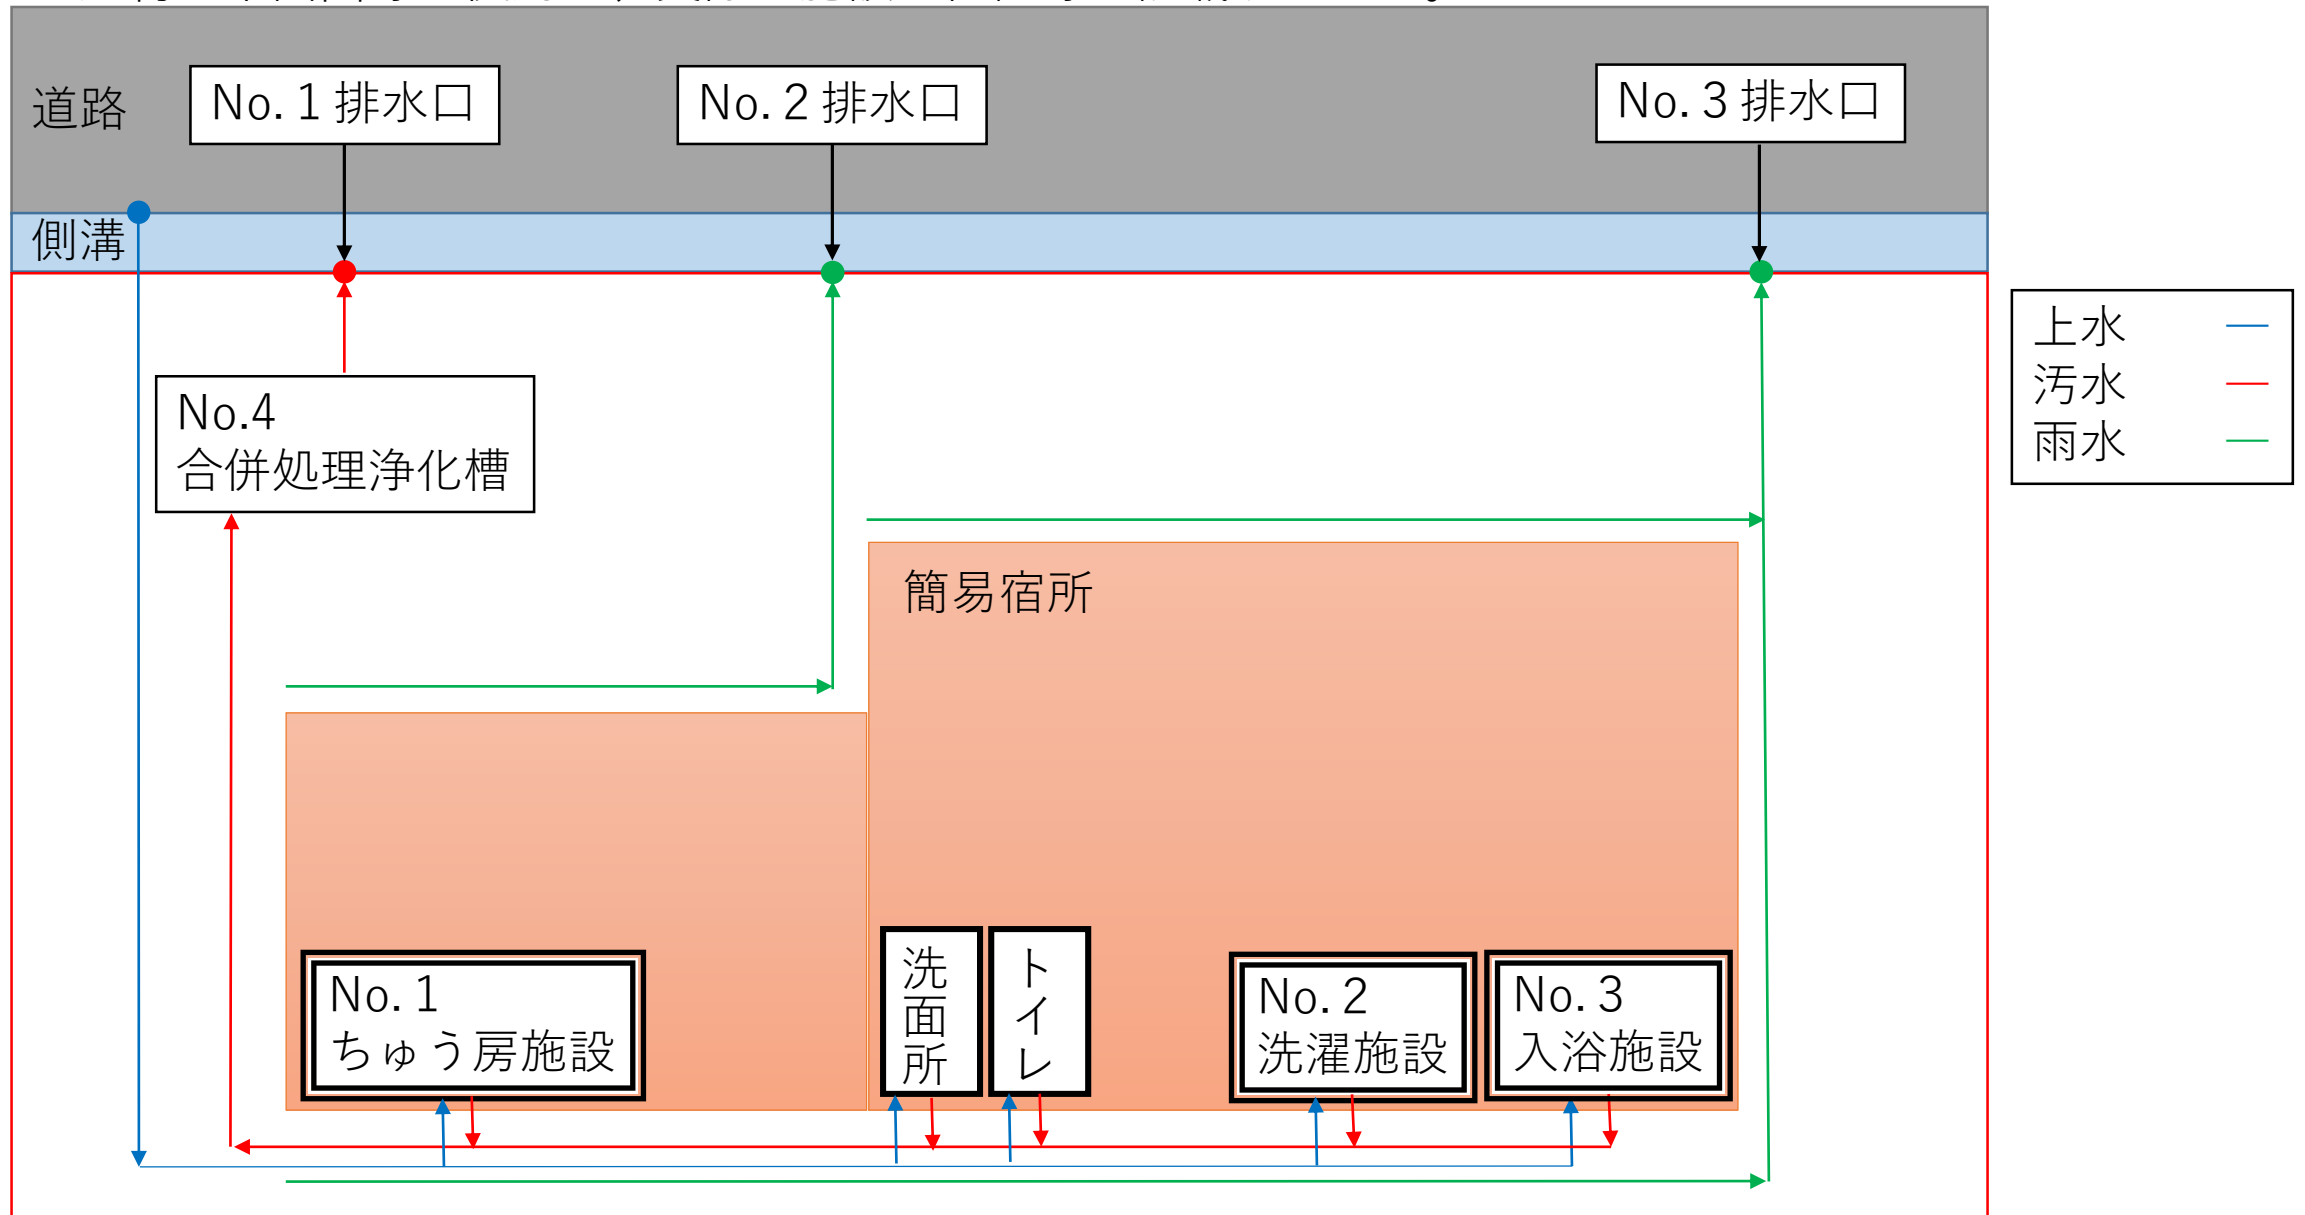 道路
No.１排水口
No.２排水口
No.３排水口
側溝
上水
汚水
雨水
No.4
合併処理浄化槽
簡易宿所
No.１
ちゅう房施設
洗面所
トイレ
No.２
洗濯施設
No.３
入浴施設